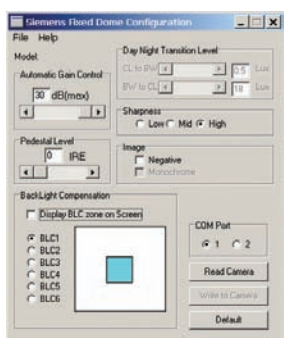 Siemens Fixed Dome Configuration
File Help
Model:
Automatic Gain Control
30 dB(max)
Pedestal Level
0 IRE
Day Night Transition Level
CL to BW 0.5 Lux
BW to CL 18 Lux
Sharpness
Low Mid High
Image
Negative
Monochrome
BackLight Compensation
Display BLC zone on Screen
BLC1
BLC2
BLC3
BLC4
BLC5
BLC6
COM Port
1 2
Read Camera
Write to Camera
Default